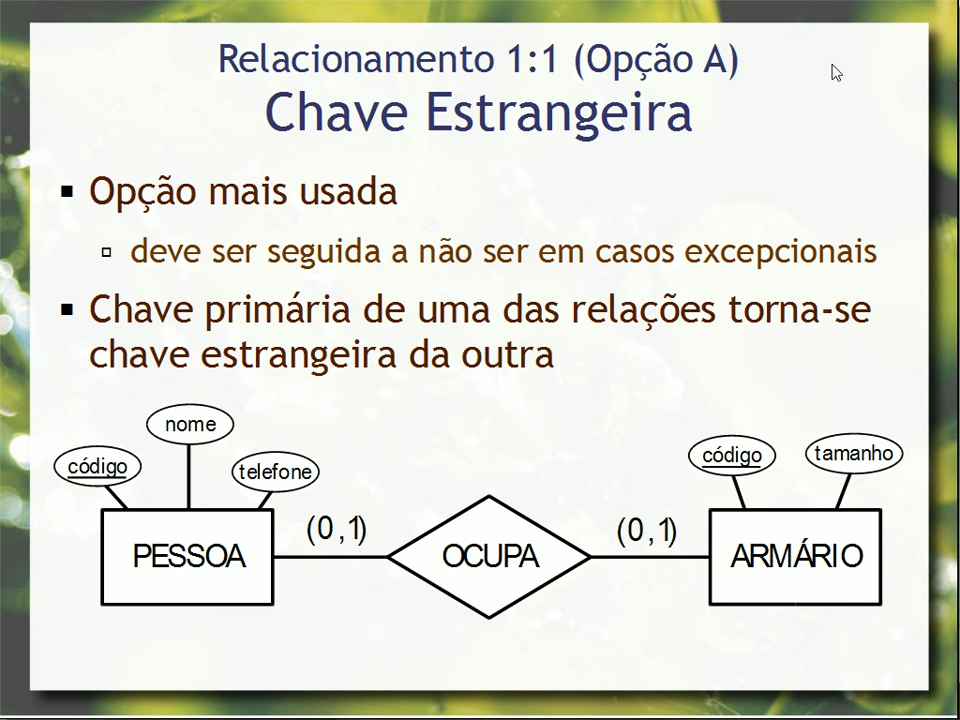 Relacionamento 1:1 (Opção A)
Chave Estrangeira
▪ Opção mais usada
▫ deve ser seguida a não ser em casos excepcionais
▪ Chave primária de uma das relações torna-se
chave estrangeira da outra
nome
código
telefone
código
tamanho
PESSOA
(0,1)
OCUPA
(0,1)
ARMÁRIO